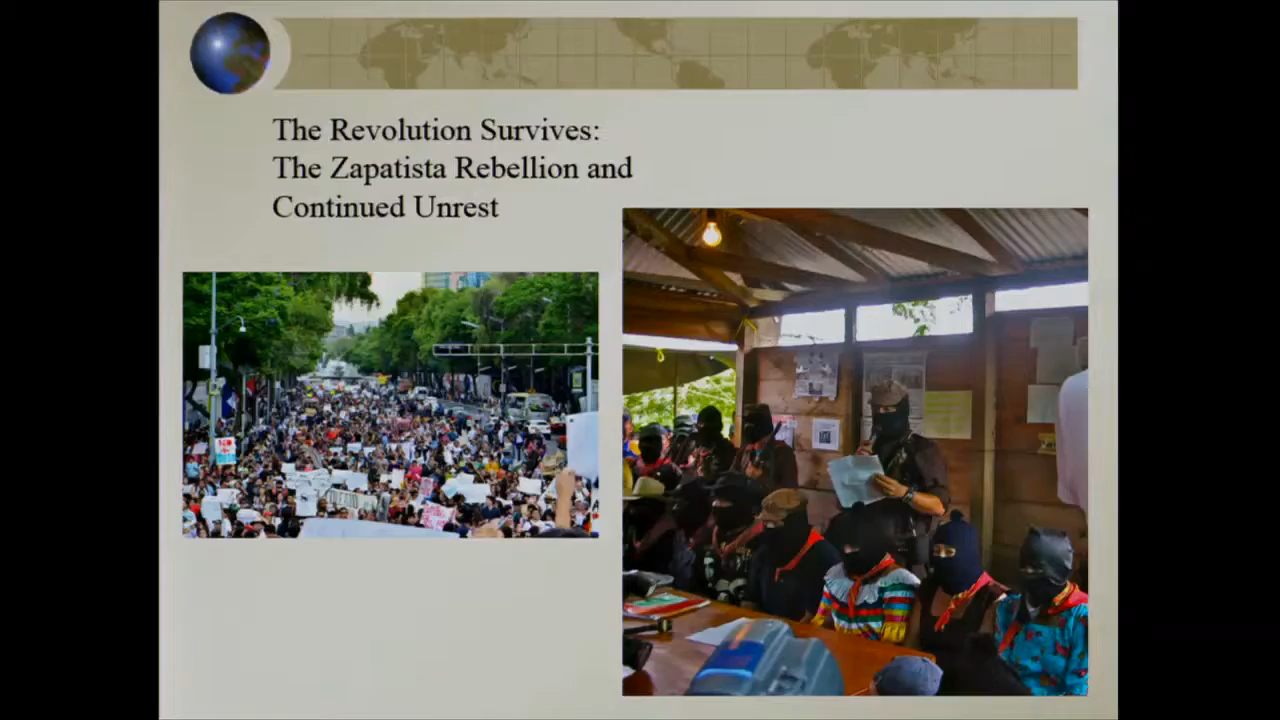 The Revolution Survives:
The Zapatista Rebellion and
Continued Unrest